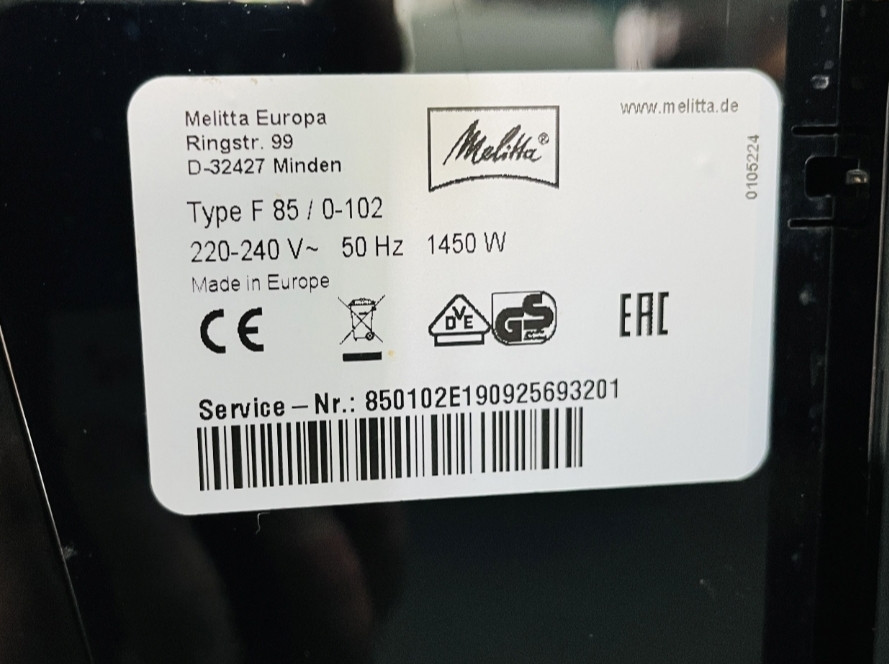 Melitta Europa
Ringstr. 99
D-32427 Minden
Melitta®
www.melitta.de
0105224
Type F 85 / 0-102
220-240 V~ 50 Hz 1450 W
Made in Europe
CE
DVE
GS
EAC
Service – Nr.: 850102E190925693201